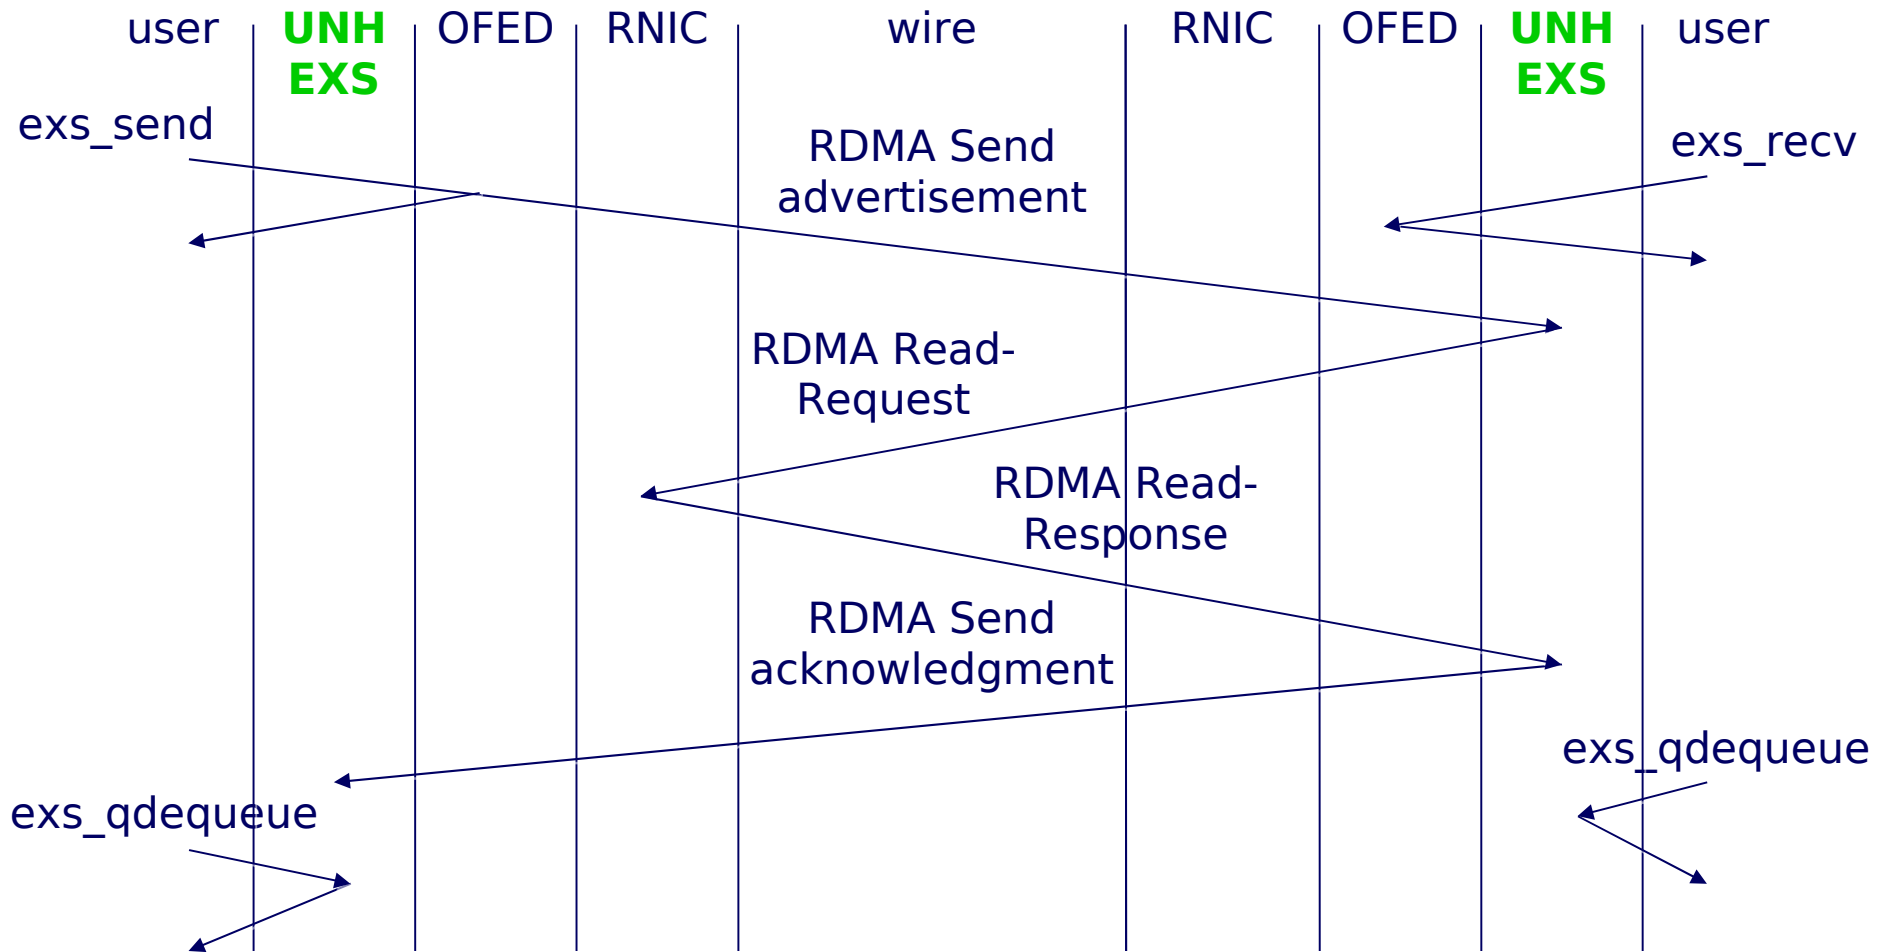 user UNH OFED RNIC wire RNIC OFED UNH user
EXS EXS
exs_send
RDMA Send
advertisement
exs_recv
RDMA Read-
Request
RDMA Read-
Response
RDMA Send
acknowledgment
exs_qdequeue
exs_qdequeue